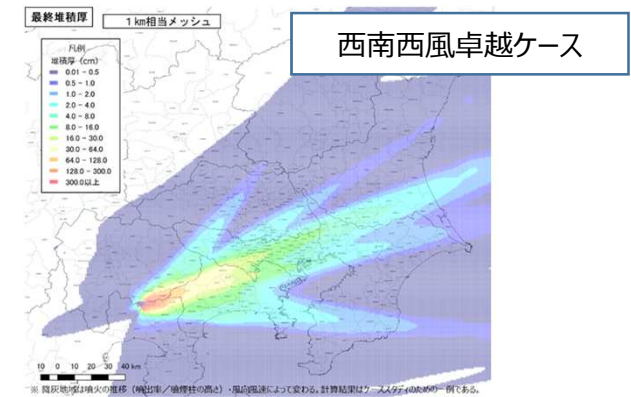 最終堆積厚
1km相当メッシュ
西南西風卓越ケース
凡例
堆積厚(cm)
0.01 - 0.5
0.5 - 1.0
1.0 - 2.0
2.0 - 4.0
4.0 - 8.0
8.0 - 16.0
16.0 - 30.0
30.0 - 64.0
64.0 - 128.0
128.0 - 300.0
300.0以上
10 0 10 20 30 40 km
※ 降灰地域は噴火の推移(噴出率/噴煙柱の高さ)・風向風速によって変わる。計算結果はケーススタディのための一例である。